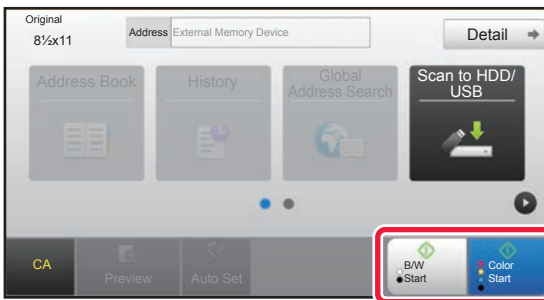 Original
8½x11
Address External Memory Device
Detail
Address Book
History
Global
Address Search
Scan to HDD/
USB
CA
Preview
Auto Set
B/W
Start
Color
Start